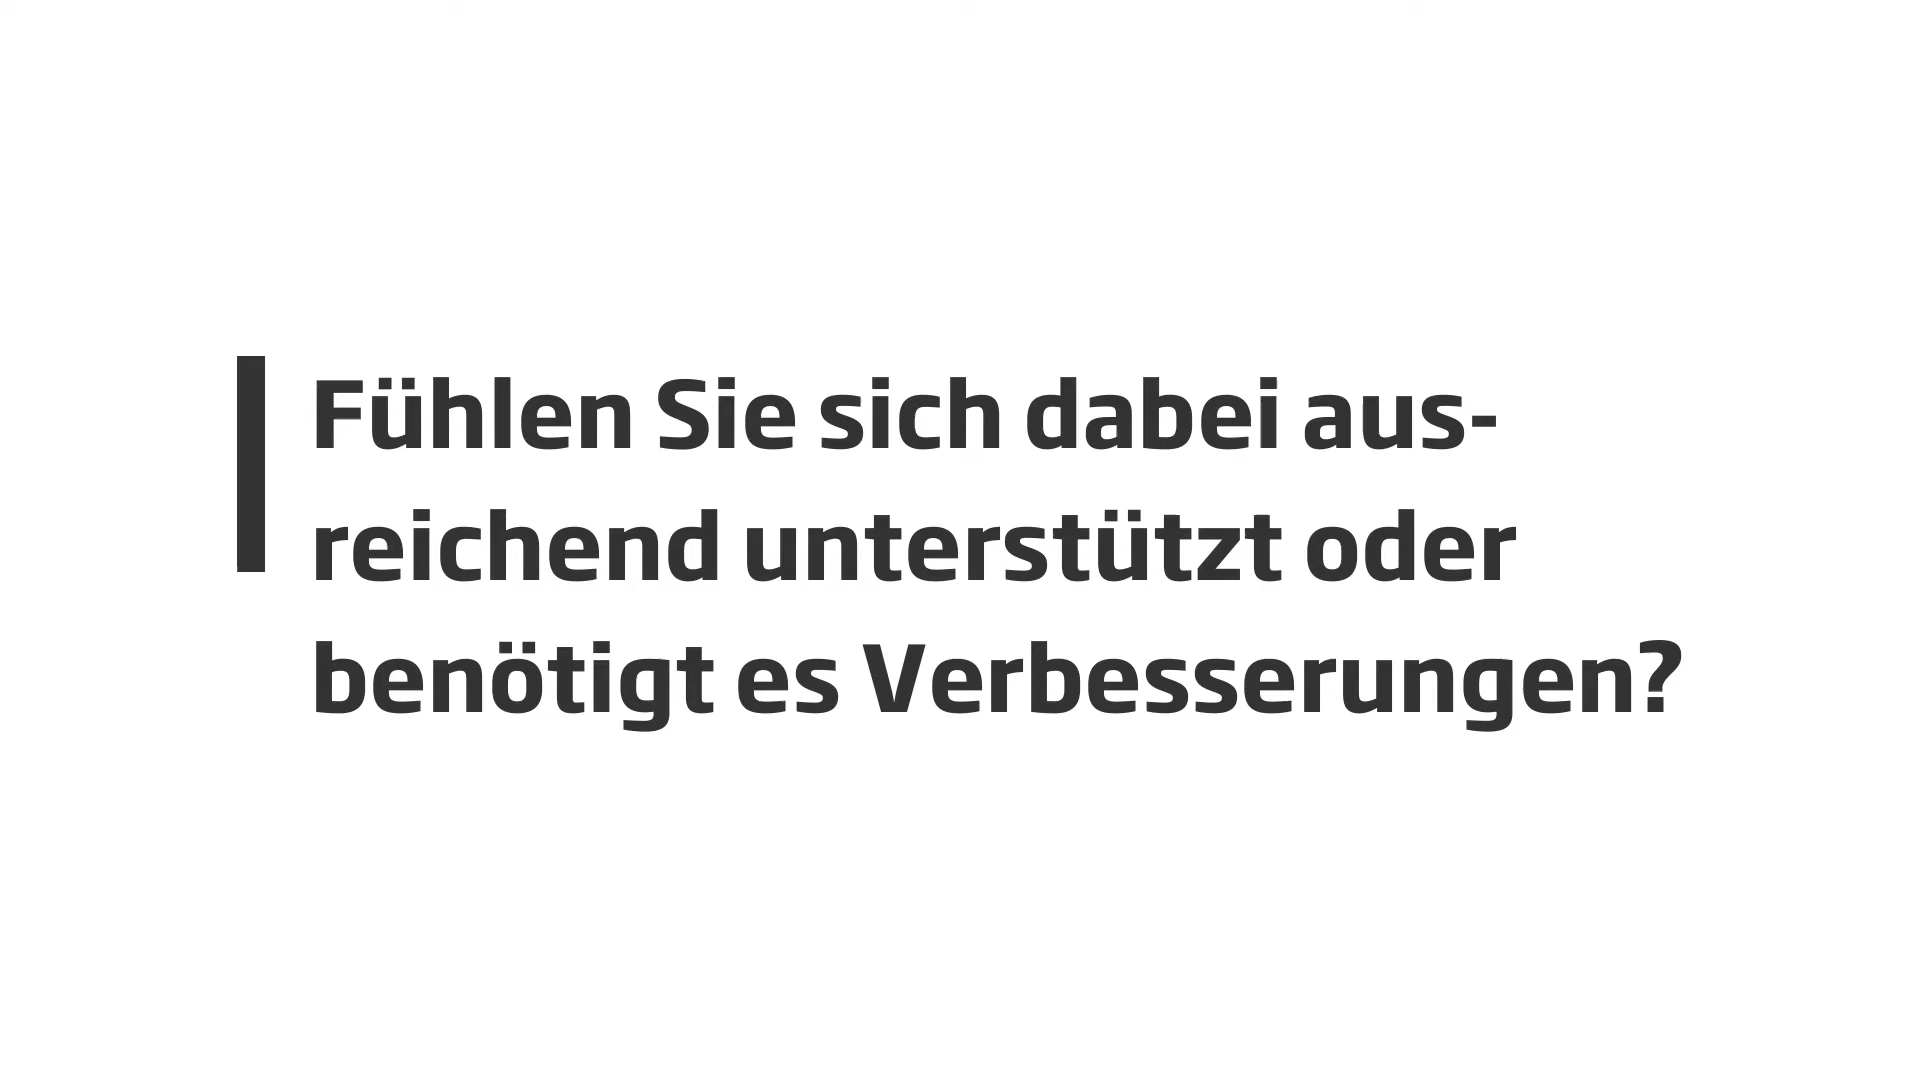 Fühlen Sie sich dabei aus-
reichend unterstützt oder
benötigt es Verbesserungen?